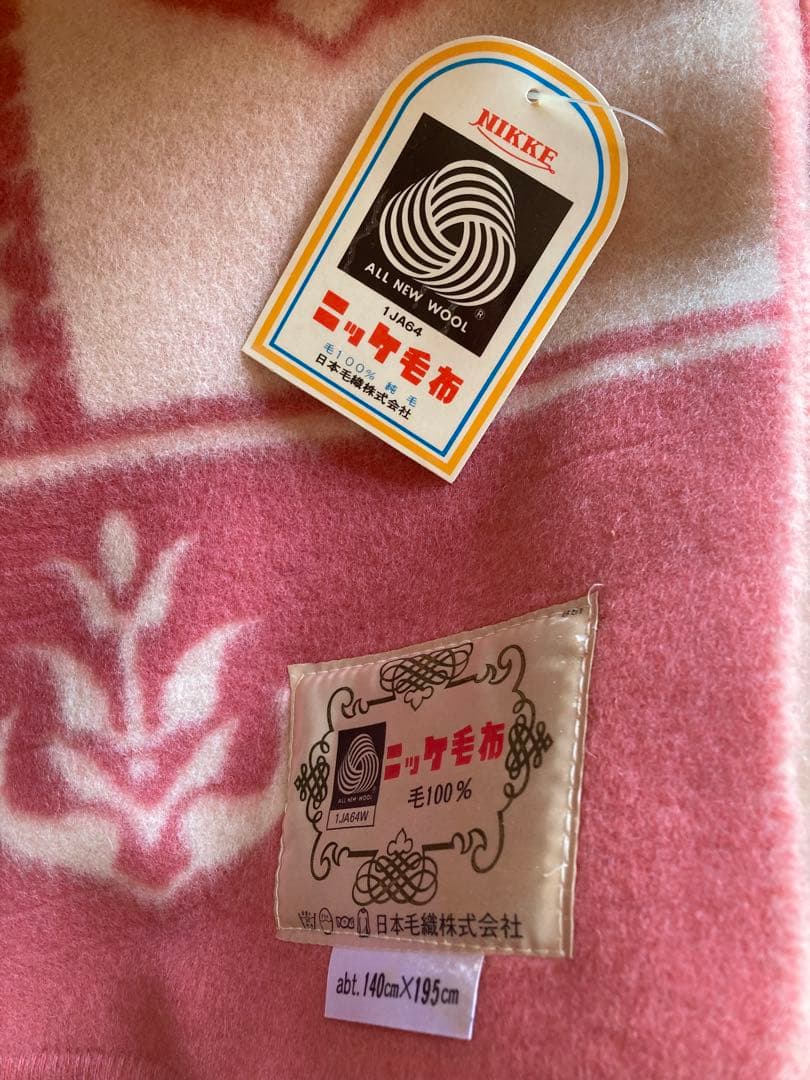 NIKKE
ALL NEW WOOL
®
1JA64
ニッケ毛布
毛100% 純毛
日本毛織株式会社
ニッケ毛布
ALL NEW WOOL
毛100%
1JA64W
日本毛織株式会社
abt. 140cm×195cm